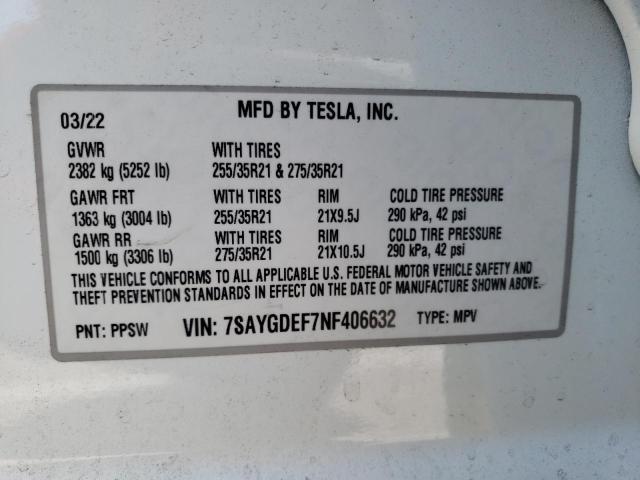 03/22 MFD BY TESLA, INC.
GVWR WITH TIRES
2382 kg (5252 lb) 255/35R21 & 275/35R21
GAWR FRT WITH TIRES RIM COLD TIRE PRESSURE
1363 kg (3004 lb) 255/35R21 21X9.5J 290 kPa, 42 psi
GAWR RR WITH TIRES RIM COLD TIRE PRESSURE
1500 kg (3306 lb) 275/35R21 21X10.5J 290 kPa, 42 psi
THIS VEHICLE CONFORMS TO ALL APPLICABLE U.S. FEDERAL MOTOR VEHICLE SAFETY AND
THEFT PREVENTION STANDARDS IN EFFECT ON THE DATE OF MANUFACTURE SHOWN ABOVE.
PNT: PPSW VIN: 7SAYGDEF7NF406632 TYPE: MPV